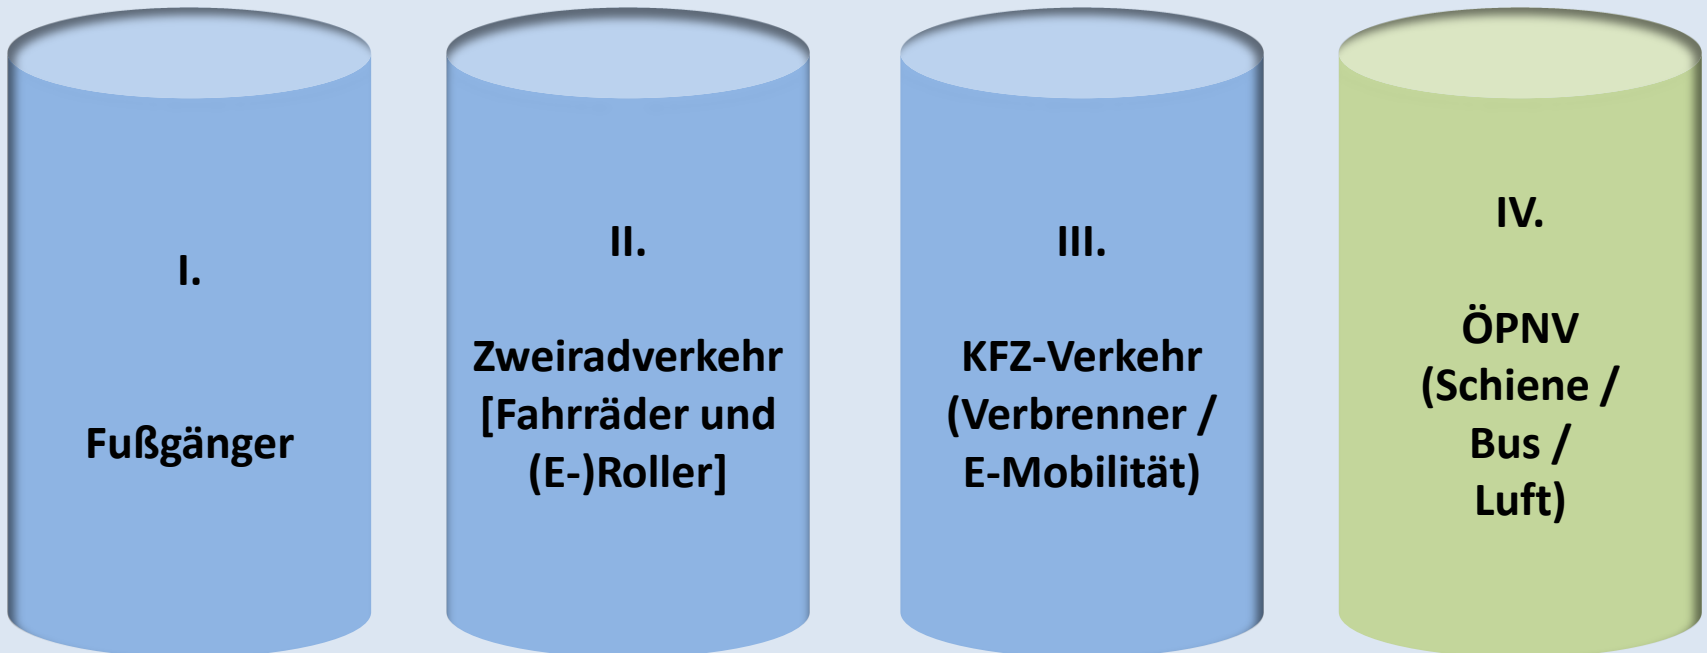 I.
Fußgänger
II.
Zweiradverkehr
[Fahrräder und
(E-)Roller]
III.
KFZ-Verkehr
(Verbrenner /
E-Mobilität)
IV.
ÖPNV
(Schiene /
Bus /
Luft)